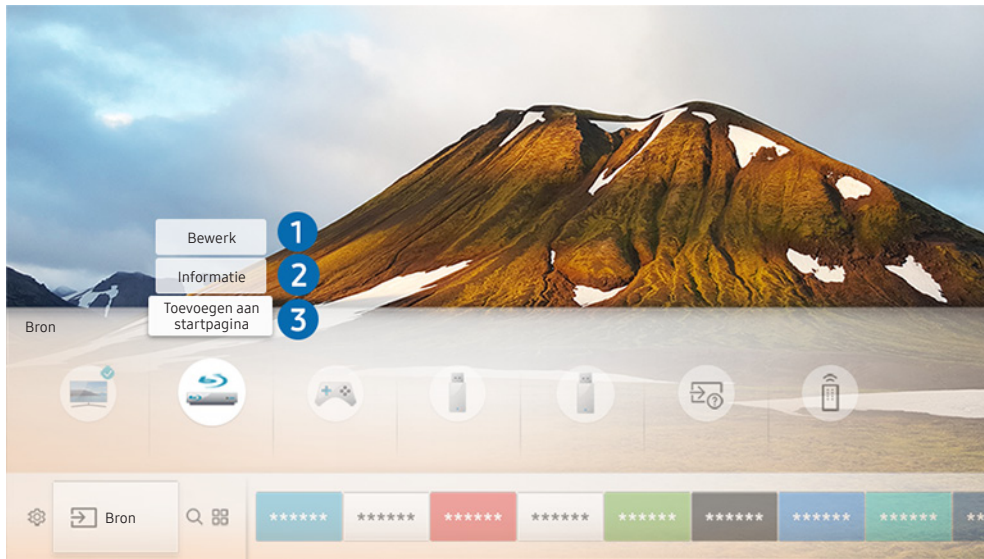 Bewerk
1
Informatie
2
Toevoegen aan
startpagina
3
Bron
Bron
****** ****** ****** ****** ****** ****** ****** ****** **